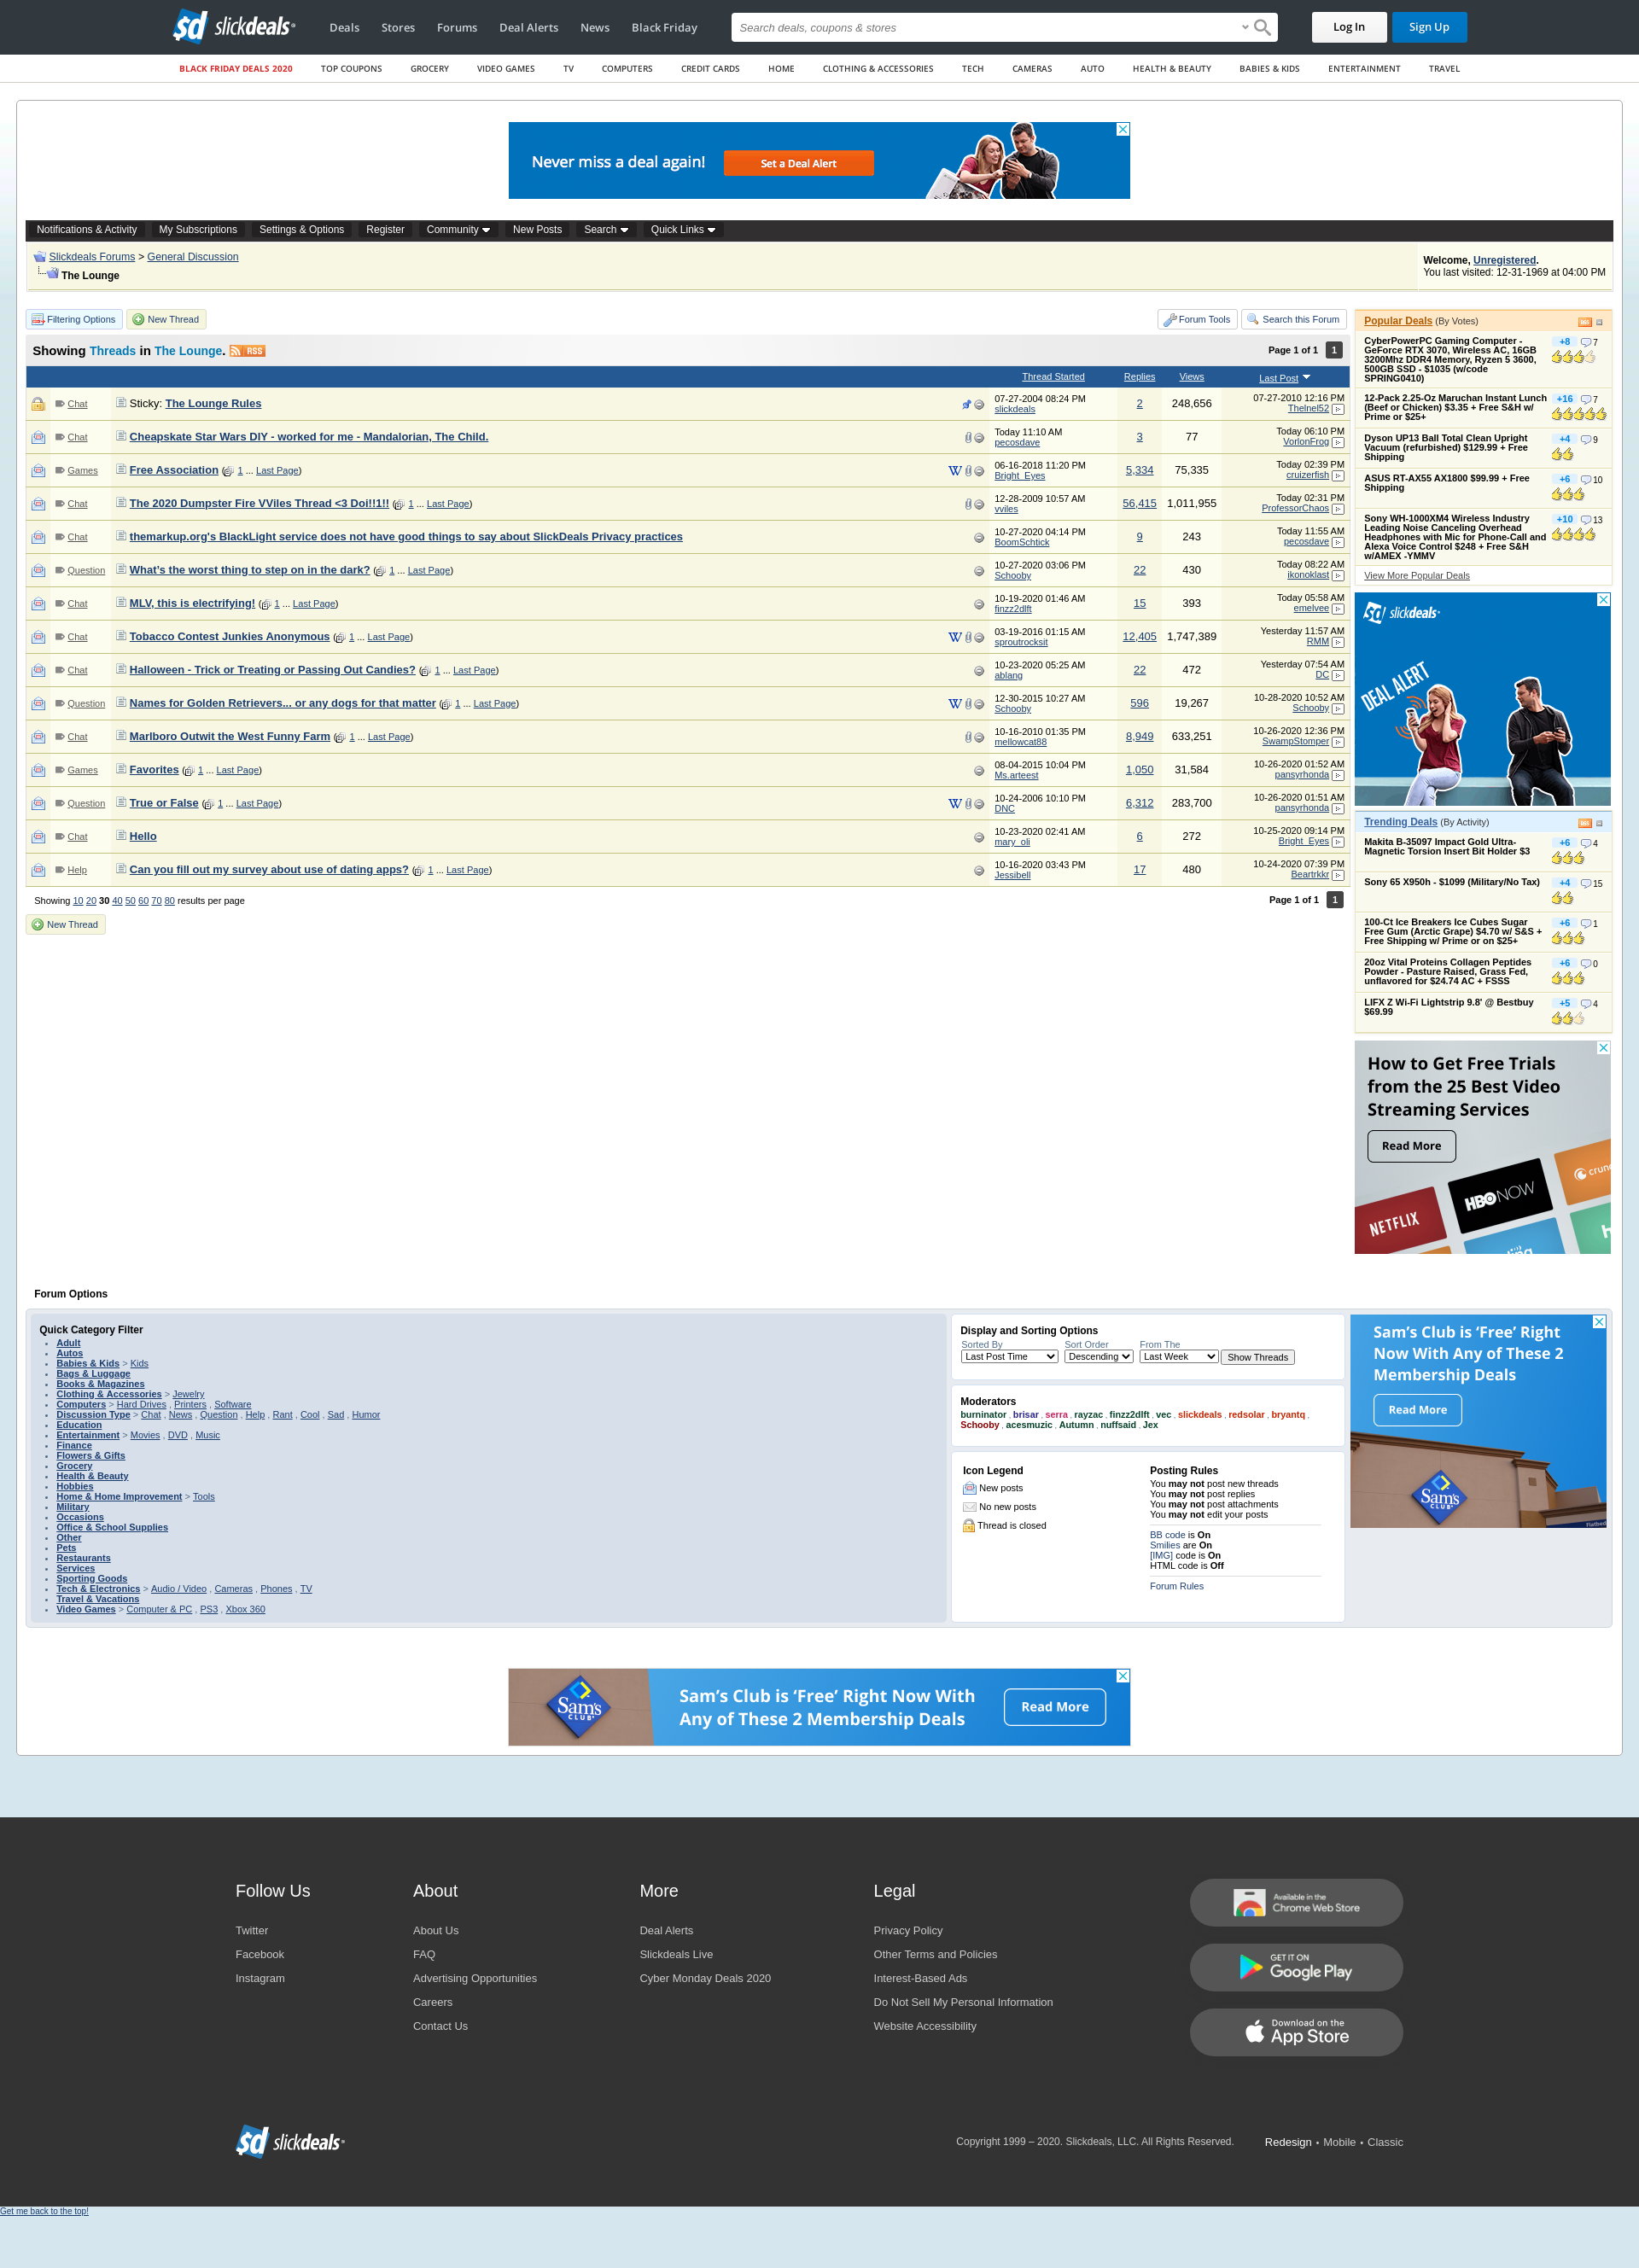 slickdeals
Deals Stores Forums Deal Alerts News Black Friday
Search deals, coupons & stores
Log In Sign Up
BLACK FRIDAY DEALS 2020 TOP COUPONS GROCERY VIDEO GAMES TV COMPUTERS CREDIT CARDS HOME CLOTHING & ACCESSORIES TECH CAMERAS AUTO HEALTH & BEAUTY BABIES & KIDS ENTERTAINMENT TRAVEL
Never miss a deal again! Set a Deal Alert
Notifications & Activity My Subscriptions Settings & Options Register Community New Posts Search Quick Links
Slickdeals Forums > General Discussion
The Lounge
Welcome, Unregistered.
You last visited: 12-31-1969 at 04:00 PM
Filtering Options New Thread Forum Tools Search this Forum
Showing Threads in The Lounge. RSS Page 1 of 1 1
Thread Started Replies Views Last Post
Chat Sticky: The Lounge Rules 07-27-2004 08:24 PM slickdeals 2 248,656 07-27-2010 12:16 PM Thelnel52
Chat Cheapskate Star Wars DIY - worked for me - Mandalorian, The Child. Today 11:10 AM pecosdave 3 77 Today 06:10 PM VorlonFrog
Games Free Association ( 1 ... Last Page) 06-16-2018 11:20 PM Bright_Eyes 5,334 75,335 Today 02:39 PM cruizerfish
Chat The 2020 Dumpster Fire VViles Thread <3 Doi!!1!! ( 1 ... Last Page) 12-28-2009 10:57 AM vviles 56,415 1,011,955 Today 02:31 PM ProfessorChaos
Chat themarkup.org's BlackLight service does not have good things to say about SlickDeals Privacy practices 10-27-2020 04:14 PM BoomSchtick 9 243 Today 11:55 AM pecosdave
Question What's the worst thing to step on in the dark? ( 1 ... Last Page) 10-27-2020 03:06 PM Schooby 22 430 Today 08:22 AM ikonoklast
Chat MLV, this is electrifying! ( 1 ... Last Page) 10-19-2020 01:46 AM finzz2dlft 15 393 Today 05:58 AM emelvee
Chat Tobacco Contest Junkies Anonymous ( 1 ... Last Page) 03-19-2016 01:15 AM sproutrocksit 12,405 1,747,389 Yesterday 11:57 AM RMM
Chat Halloween - Trick or Treating or Passing Out Candies? ( 1 ... Last Page) 10-23-2020 05:25 AM ablang 22 472 Yesterday 07:54 AM DC
Question Names for Golden Retrievers... or any dogs for that matter ( 1 ... Last Page) 12-30-2015 10:27 AM Schooby 596 19,267 10-28-2020 10:52 AM Schooby
Chat Marlboro Outwit the West Funny Farm ( 1 ... Last Page) 10-16-2010 01:35 PM mellowcat88 8,949 633,251 10-26-2020 12:36 PM SwampStomper
Games Favorites ( 1 ... Last Page) 08-04-2015 10:04 PM Ms.arteest 1,050 31,584 10-26-2020 01:52 AM pansyrhonda
Question True or False ( 1 ... Last Page) 10-24-2006 10:10 PM DNC 6,312 283,700 10-26-2020 01:51 AM pansyrhonda
Chat Hello 10-23-2020 02:41 AM mary_oli 6 272 10-25-2020 09:14 PM Bright_Eyes
Help Can you fill out my survey about use of dating apps? ( 1 ... Last Page) 10-16-2020 03:43 PM Jessibell 17 480 10-24-2020 07:39 PM Beartrkkr
Showing 10 20 30 40 50 60 70 80 results per page Page 1 of 1 1
New Thread
Popular Deals (By Votes)
CyberPowerPC Gaming Computer - +8 7
GeForce RTX 3070, Wireless AC, 16GB
3200Mhz DDR4 Memory, Ryzen 5 3600,
500GB SSD - $1035 (w/code
SPRING0410)
12-Pack 2.25-Oz Maruchan Instant Lunch +16 7
(Beef or Chicken) $3.35 + Free S&H w/
Prime or $25+
Dyson UP13 Ball Total Clean Upright +4 9
Vacuum (refurbished) $129.99 + Free
Shipping
ASUS RT-AX55 AX1800 $99.99 + Free +6 10
Shipping
Sony WH-1000XM4 Wireless Industry +10 13
Leading Noise Canceling Overhead
Headphones with Mic for Phone-Call and
Alexa Voice Control $248 + Free S&H
w/AMEX -YMMV
View More Popular Deals
slickdeals
DEAL ALERT
Trending Deals (By Activity)
Makita B-35097 Impact Gold Ultra- +6 4
Magnetic Torsion Insert Bit Holder $3
Sony 65 X950h - $1099 (Military/No Tax) +4 15
100-Ct Ice Breakers Ice Cubes Sugar +6 1
Free Gum (Arctic Grape) $4.70 w/ S&S +
Free Shipping w/ Prime or on $25+
20oz Vital Proteins Collagen Peptides +6 0
Powder - Pasture Raised, Grass Fed,
unflavored for $24.74 AC + FSSS
LIFX Z Wi-Fi Lightstrip 9.8' @ Bestbuy +5 4
$69.99
How to Get Free Trials
from the 25 Best Video
Streaming Services
Read More
NETFLIX HBONOW crunc h
Forum Options
Quick Category Filter
Adult
Autos
Babies & Kids > Kids
Bags & Luggage
Books & Magazines
Clothing & Accessories > Jewelry
Computers > Hard Drives , Printers , Software
Discussion Type > Chat , News , Question , Help , Rant , Cool , Sad , Humor
Education
Entertainment > Movies , DVD , Music
Finance
Flowers & Gifts
Grocery
Health & Beauty
Hobbies
Home & Home Improvement > Tools
Military
Occasions
Office & School Supplies
Other
Pets
Restaurants
Services
Sporting Goods
Tech & Electronics > Audio / Video , Cameras , Phones , TV
Travel & Vacations
Video Games > Computer & PC , PS3 , Xbox 360
Display and Sorting Options
Sorted By Sort Order From The
Last Post Time Descending Last Week Show Threads
Moderators
burninator , brisar , serra , rayzac , finzz2dlft , vec , slickdeals , redsolar , bryantq ,
Schooby , acesmuzic , Autumn , nuffsaid , Jex
Icon Legend
New posts
No new posts
Thread is closed
Posting Rules
You may not post new threads
You may not post replies
You may not post attachments
You may not edit your posts
BB code is On
Smilies are On
[IMG] code is On
HTML code is Off
Forum Rules
Sam's Club is 'Free' Right
Now With Any of These 2
Membership Deals
Read More
Sam's CLUB
Sam's CLUB
Sam's Club is 'Free' Right Now With
Any of These 2 Membership Deals
Read More
Follow Us
Twitter
Facebook
Instagram
About
About Us
FAQ
Advertising Opportunities
Careers
Contact Us
More
Deal Alerts
Slickdeals Live
Cyber Monday Deals 2020
Legal
Privacy Policy
Other Terms and Policies
Interest-Based Ads
Do Not Sell My Personal Information
Website Accessibility
Available in the
Chrome Web Store
GET IT ON
Google Play
Download on the
App Store
slickdeals
Copyright 1999 – 2020. Slickdeals, LLC. All Rights Reserved. Redesign • Mobile • Classic
Get me back to the top!